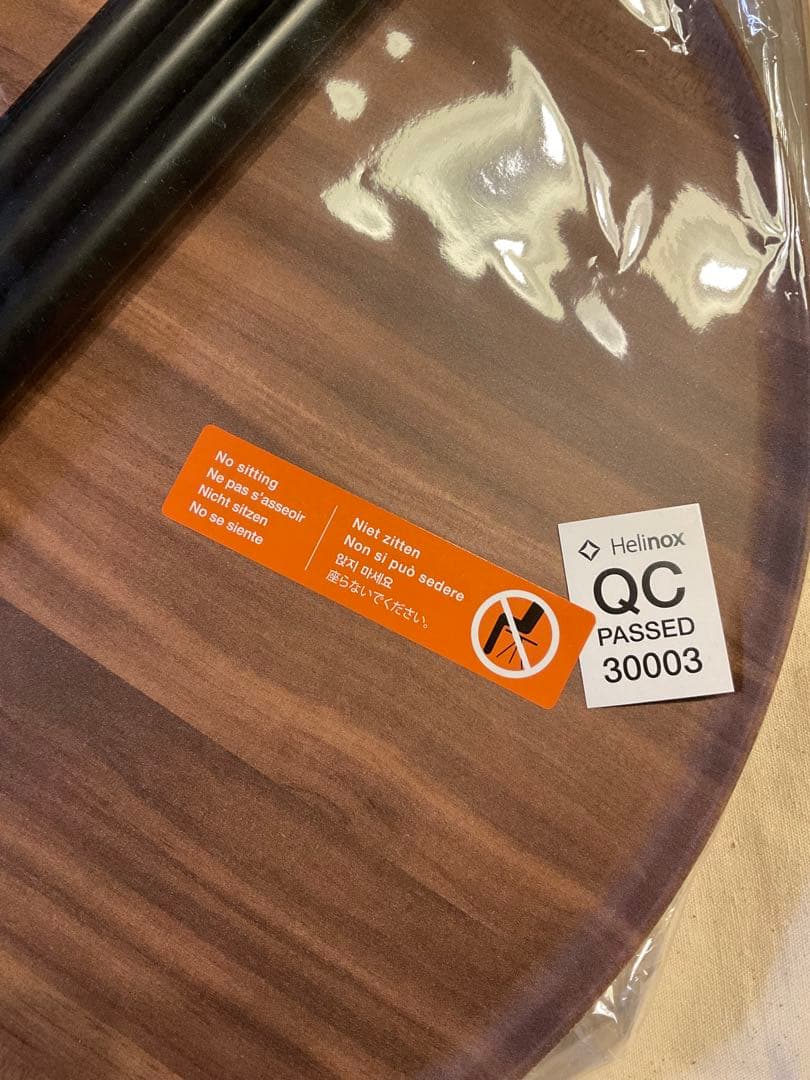 No sitting
Ne pas s'asseoir
Nicht sitzen
No se siente
Niet zitten
Non si può sedere
앉지 마세요
座らないでください。
Helinox
QC
PASSED
30003